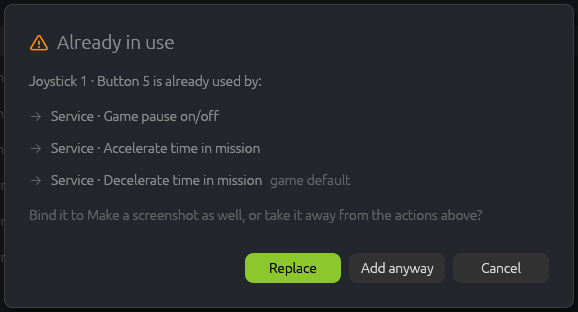 Already in use
Joystick 1 · Button 5 is already used by:
→ Service · Game pause on/off
→ Service · Accelerate time in mission
→ Service · Decelerate time in mission game default
Bind it to Make a screenshot as well, or take it away from the actions above?
Replace Add anyway Cancel